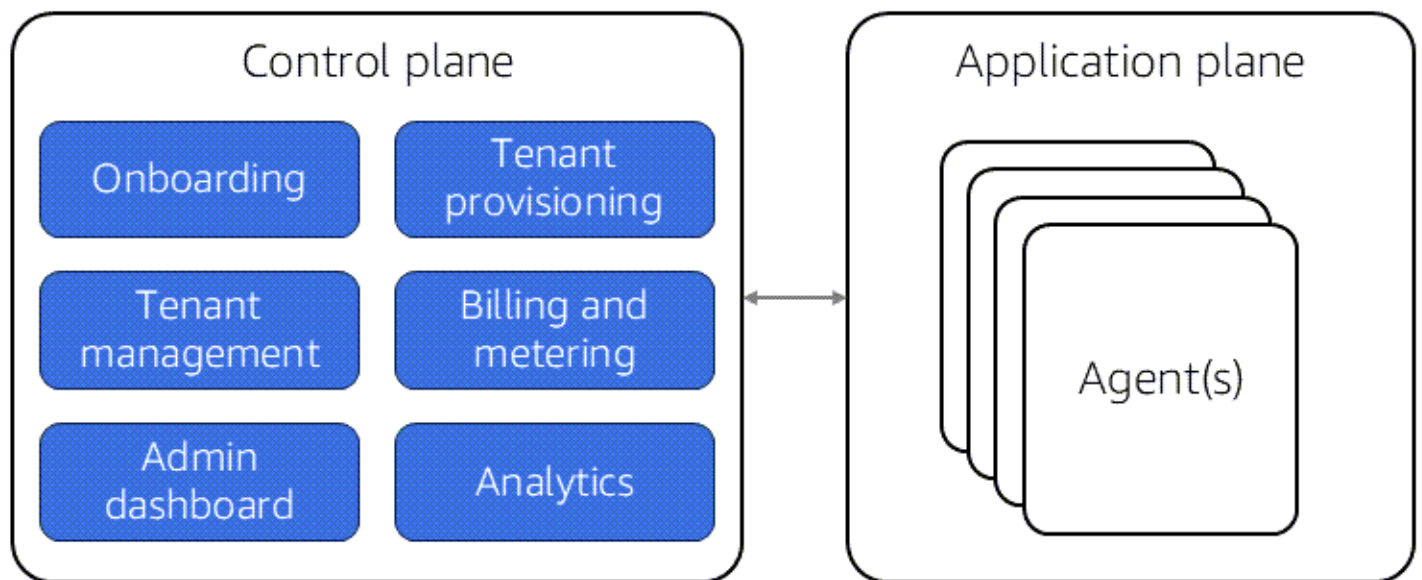 Control plane
Onboarding
Tenant
provisioning
Tenant
management
Billing and
metering
Admin
dashboard
Analytics
Application plane
Agent(s)